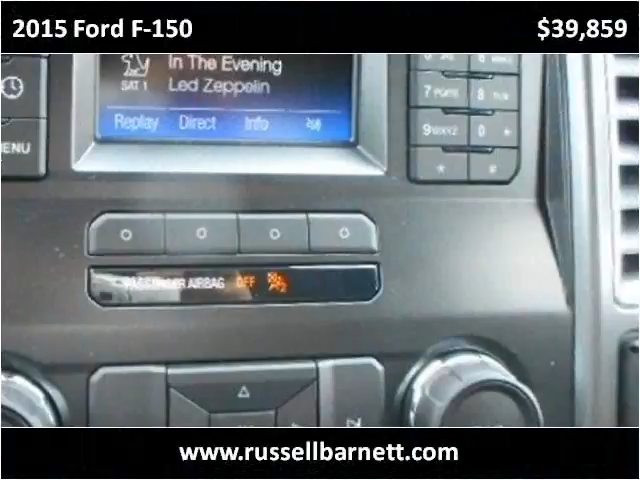 2015 Ford F-150 $39,859
In The Evening
SAT 1 Led Zeppelin
Replay Direct Info
7 8
9 0 *
ENU
* #
PASSENGER AIRBAG OFF
www.russellbarnett.com